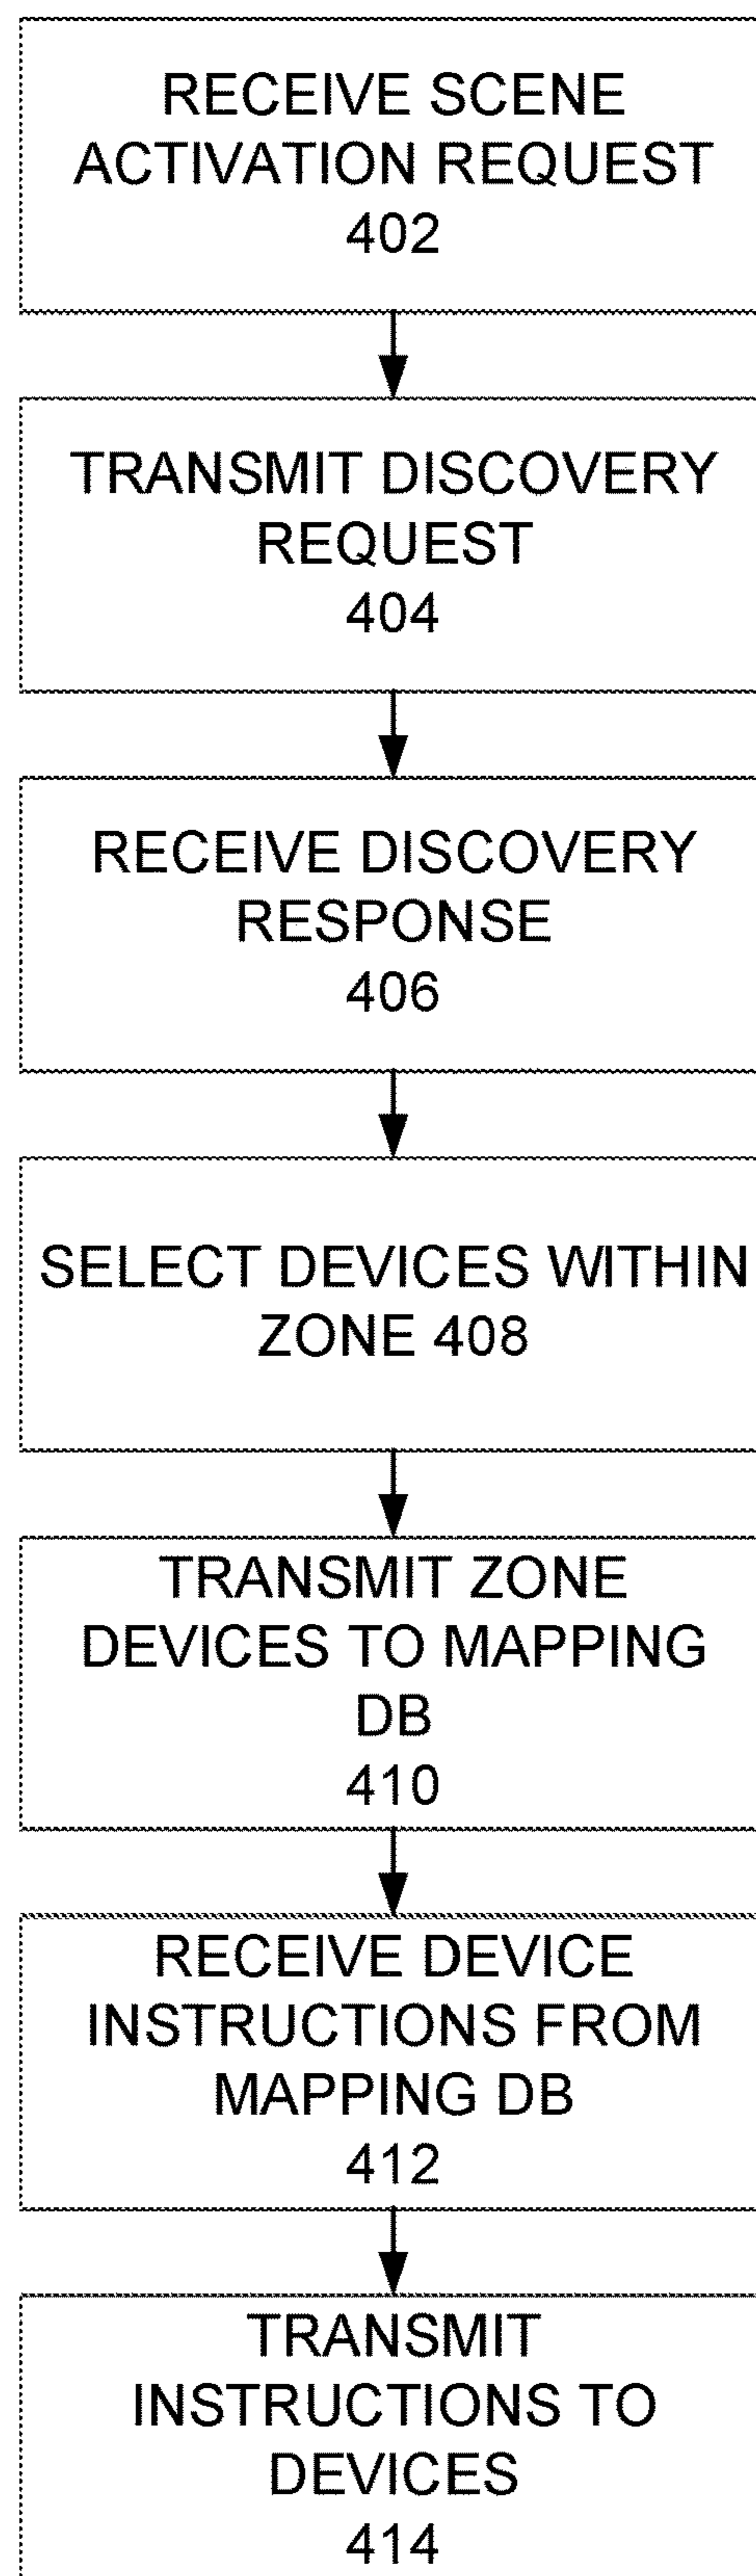 RECEIVE SCENE
ACTIVATION REQUEST
402
TRANSMIT DISCOVERY
REQUEST
404
RECEIVE DISCOVERY
RESPONSE
406
SELECT DEVICES WITHIN
ZONE 408
TRANSMIT ZONE
DEVICES TO MAPPING
DB
410
RECEIVE DEVICE
INSTRUCTIONS FROM
MAPPING DB
412
TRANSMIT
INSTRUCTIONS TO
DEVICES
414